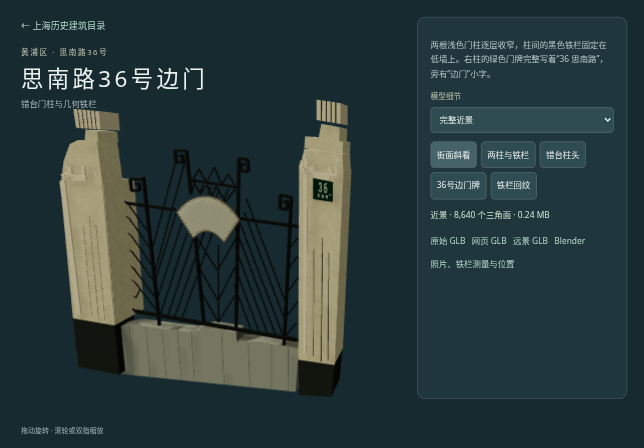 ← 上海历史建筑目录
黄浦区 · 思南路36号
思南路36号边门
错台门柱与几何铁栏
36
两根浅色门柱逐层收窄，柱间的黑色铁栏固定在
低墙上。右柱的绿色门牌完整写着“36 思南路”，
旁有“边门”小字。
模型细节
完整近景
街面斜看 两柱与铁栏 错台柱头
36号边门牌 铁栏回纹
近景 · 8,640 个三角面 · 0.24 MB
原始 GLB 网页 GLB 远景 GLB Blender
照片、铁栏测量与位置
拖动旋转 · 滚轮或双指缩放